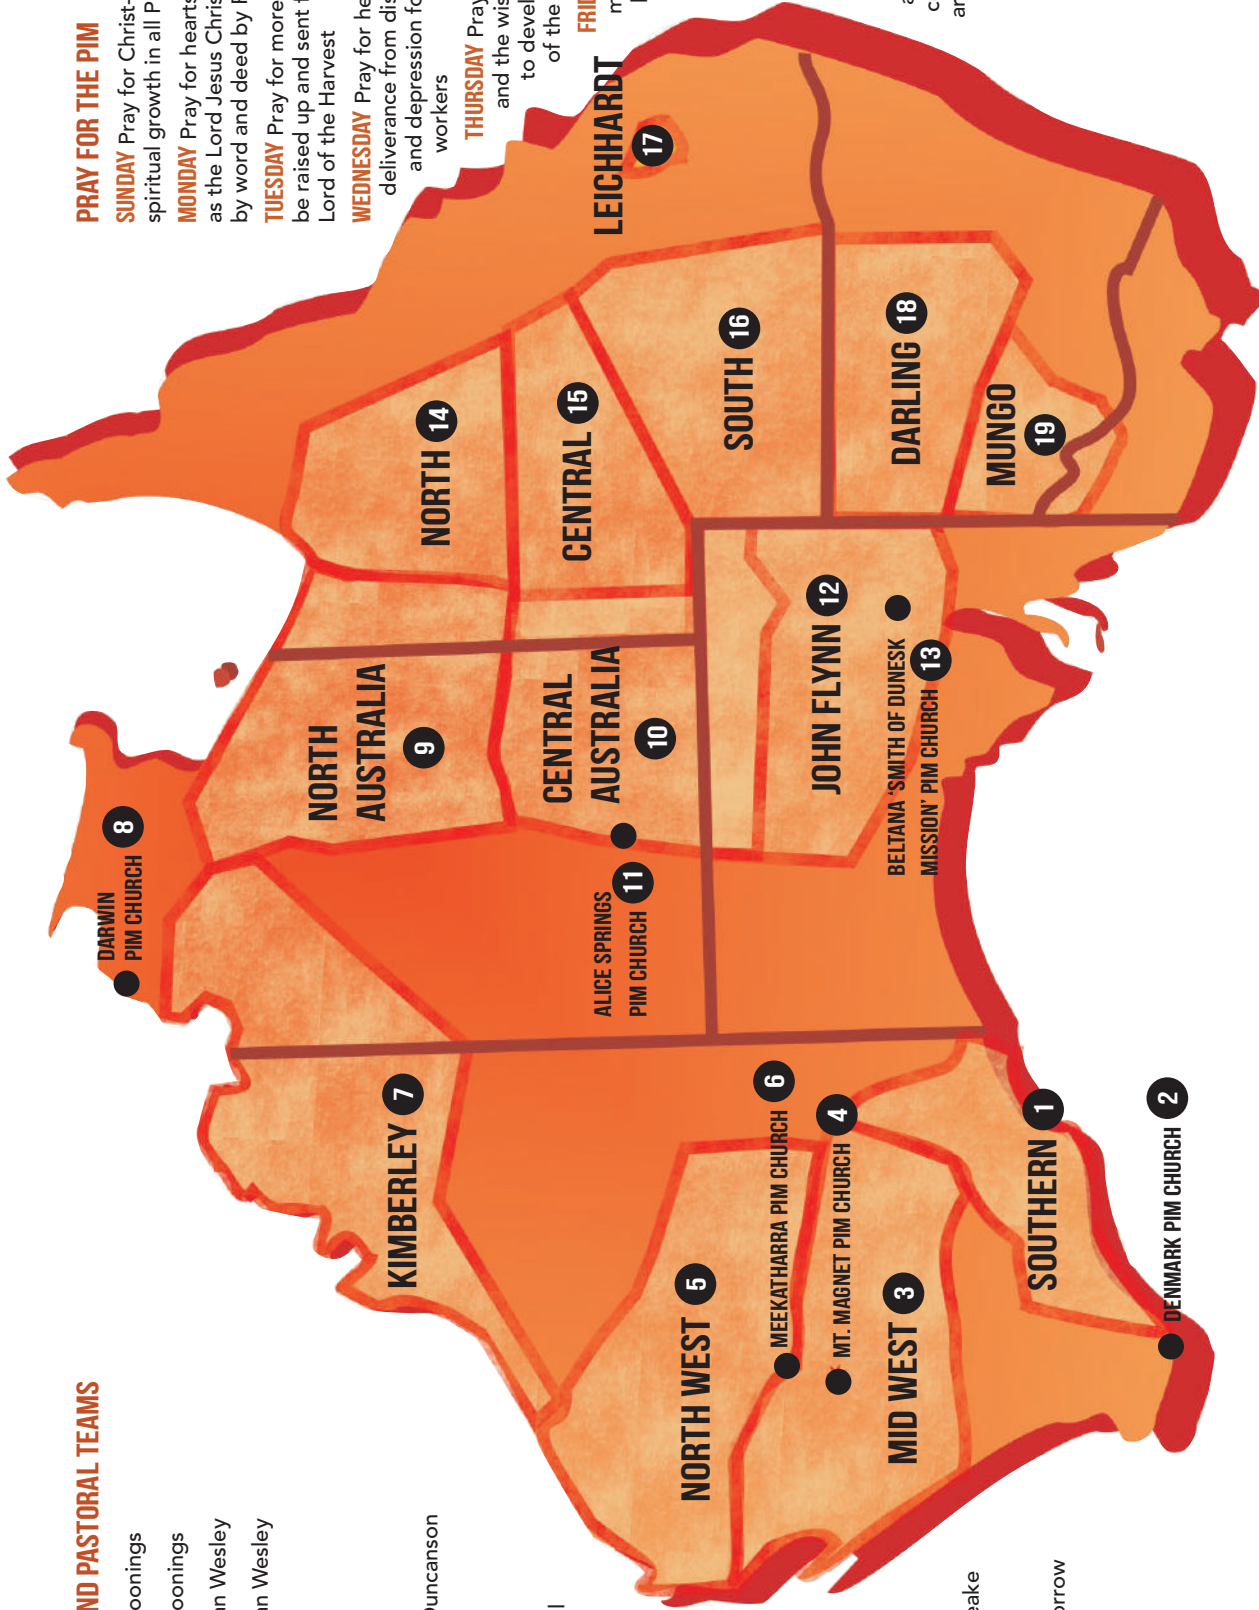 ND PASTORAL TEAMS
oonings
oonings
an Wesley
an Wesley
Duncanson
eake
orrow
PRAY FOR THE PIM
SUNDAY Pray for Christ-
spiritual growth in all P
MONDAY Pray for hearts
as the Lord Jesus Chris
by word and deed by P
TUESDAY Pray for more
be raised up and sent f
Lord of the Harvest
WEDNESDAY Pray for he
deliverance from dis
and depression fo
workers
THURSDAY Pray
and the wis
to devel
of the
FRID
DARWIN
PIM CHURCH 8
KIMBERLEY 7
NORTH
AUSTRALIA
9
NORTH 14
CENTRAL
AUSTRALIA
10
CENTRAL 15
LEICHHARDT
17
ALICE SPRINGS
PIM CHURCH 11
NORTH WEST 5
SOUTH 16
MEEKATHARRA PIM CHURCH 6
MT. MAGNET PIM CHURCH 4
JOHN FLYNN 12
MID WEST 3
BELTANA ‘SMITH OF DUNESK
MISSION’ PIM CHURCH 13
DARLING 18
MUNGO
19
SOUTHERN 1
DENMARK PIM CHURCH 2